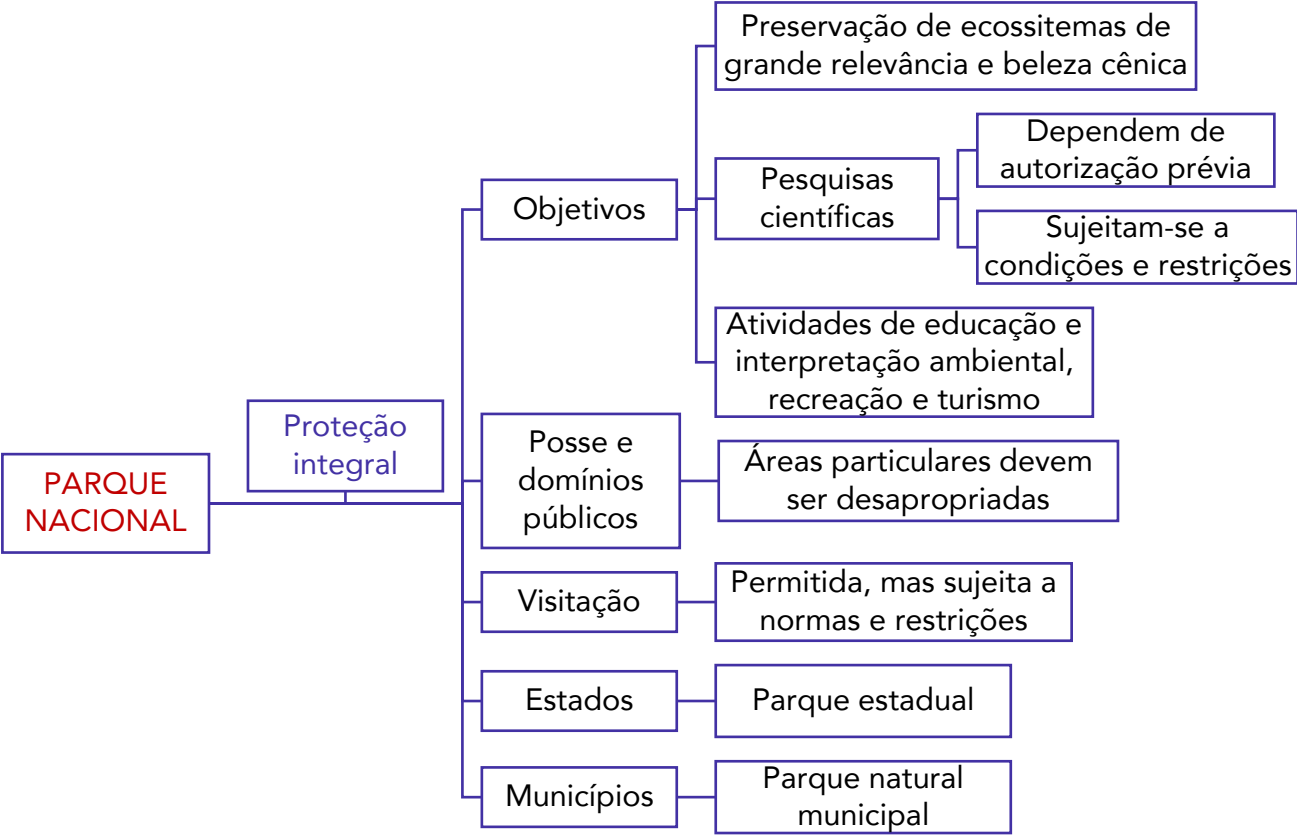 PARQUE
NACIONAL
Proteção
integral
Objetivos
Preservação de ecossitemas de
grande relevância e beleza cênica
Pesquisas
científicas
Dependem de
autorização prévia
Sujeitam-se a
condições e restrições
Atividades de educação e
interpretação ambiental,
recreação e turismo
Posse e
domínios
públicos
Áreas particulares devem
ser desapropriadas
Visitação
Permitida, mas sujeita a
normas e restrições
Estados
Parque estadual
Municípios
Parque natural
municipal